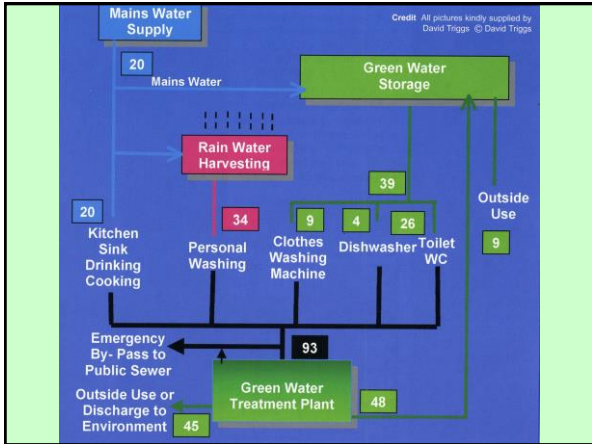 Mains Water
Supply
Credit All pictures kindly supplied by
David Triggs © David Triggs
20
Mains Water
Green Water
Storage
Rain Water
Harvesting
39
Outside
Use
9
20
34
9
4
26
Kitchen
Sink
Drinking
Cooking
Personal
Washing
Clothes
Washing
Machine
Dishwasher
Toilet
WC
Emergency
By- Pass to
Public Sewer
93
Green Water
Treatment Plant
48
Outside Use or
Discharge to
Environment
45